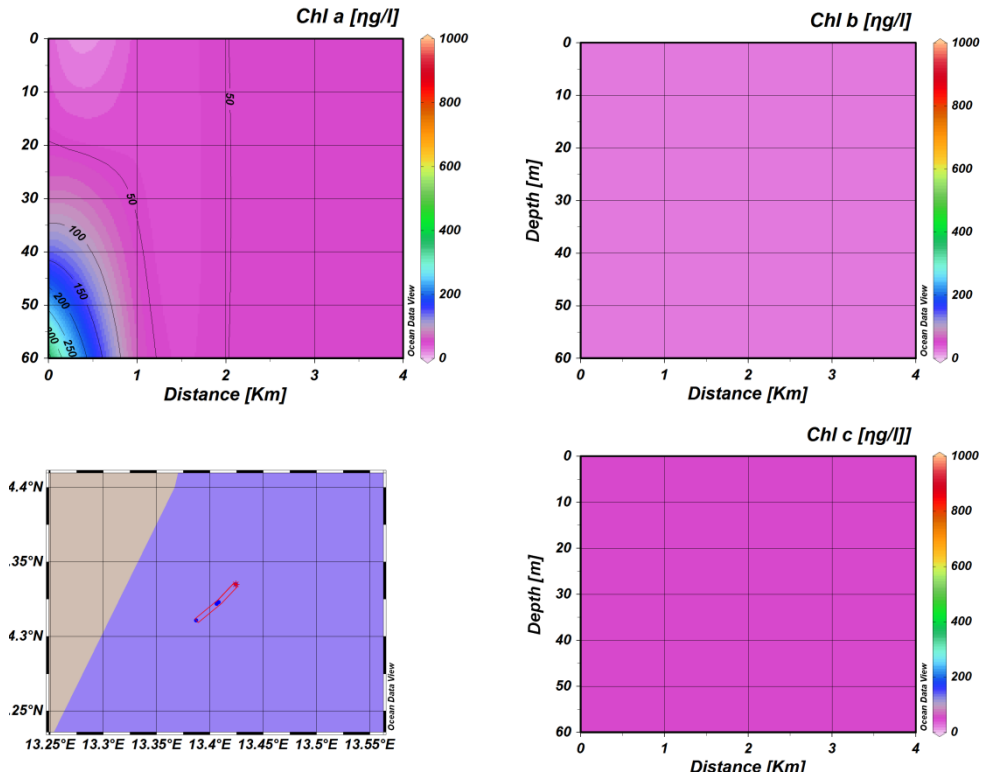 Chl a [ηg/l]
0
10
20
30
40
50
60
0
1
2
3
4
Distance [Km]
50
50
100
150
200
250
300
1000
800
600
400
200
0
Ocean Data View
Chl b [ηg/l]
Depth [m]
0
10
20
30
40
50
60
0
1
2
3
4
Distance [Km]
1000
800
600
400
200
0
Ocean Data View
4.4°N
.35°N
4.3°N
.25°N
13.25°E
13.3°E
13.35°E
13.4°E
13.45°E
13.5°E
13.55°E
Ocean Data View
Chl c [ηg/l]]
Depth [m]
0
10
20
30
40
50
60
0
1
2
3
4
Distance [Km]
1000
800
600
400
200
0
Ocean Data View